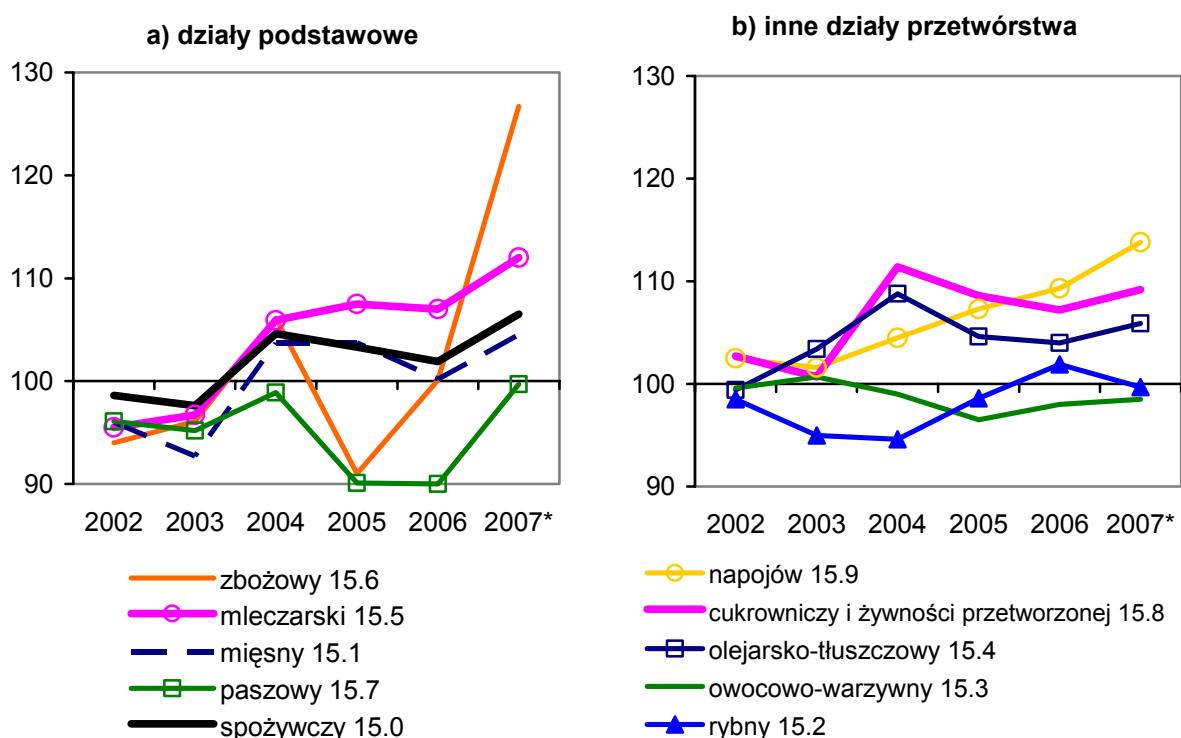 a) działy podstawowe
130
120
110
100
90
2002 2003 2004 2005 2006 2007*
zbożowy 15.6
mleczarski 15.5
mięsny 15.1
paszowy 15.7
spożywczy 15.0
b) inne działy przetwórstwa
130
120
110
100
90
2002 2003 2004 2005 2006 2007*
napojów 15.9
cukrowniczy i żywności przetworzonej 15.8
olejarsko-tłuszczowy 15.4
owocowo-warzywny 15.3
rybny 15.2